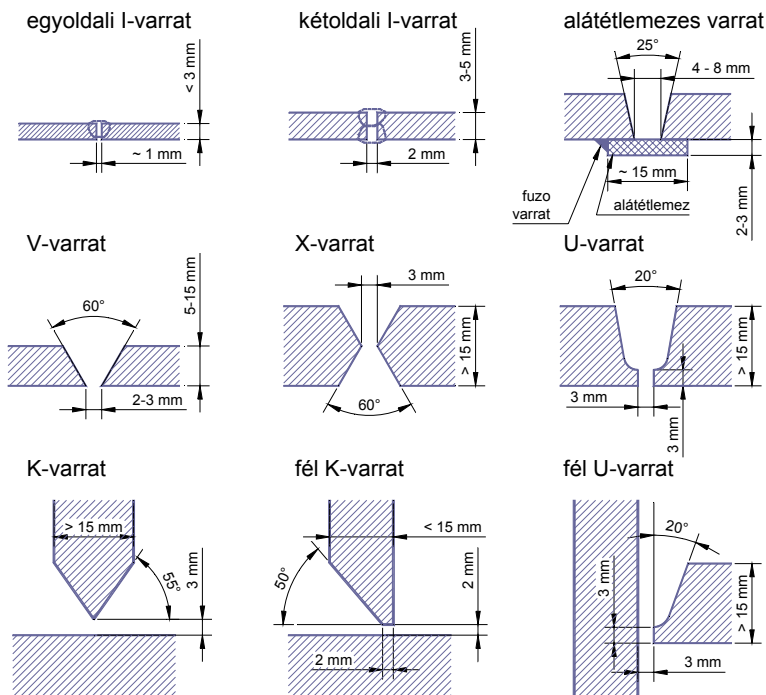 egyoldali I-varrat
< 3 mm
~ 1 mm
kétoldali I-varrat
3-5 mm
2 mm
alátétlemezes varrat
25°
4 - 8 mm
~ 15 mm
2-3 mm
fuzo
varrat
alátétlemez
V-varrat
60°
5-15 mm
2-3 mm
X-varrat
3 mm
> 15 mm
60°
U-varrat
20°
> 15 mm
3 mm
3 mm
K-varrat
> 15 mm
55°
3 mm
fél K-varrat
< 15 mm
50°
2 mm
2 mm
fél U-varrat
20°
3 mm
> 15 mm
3 mm